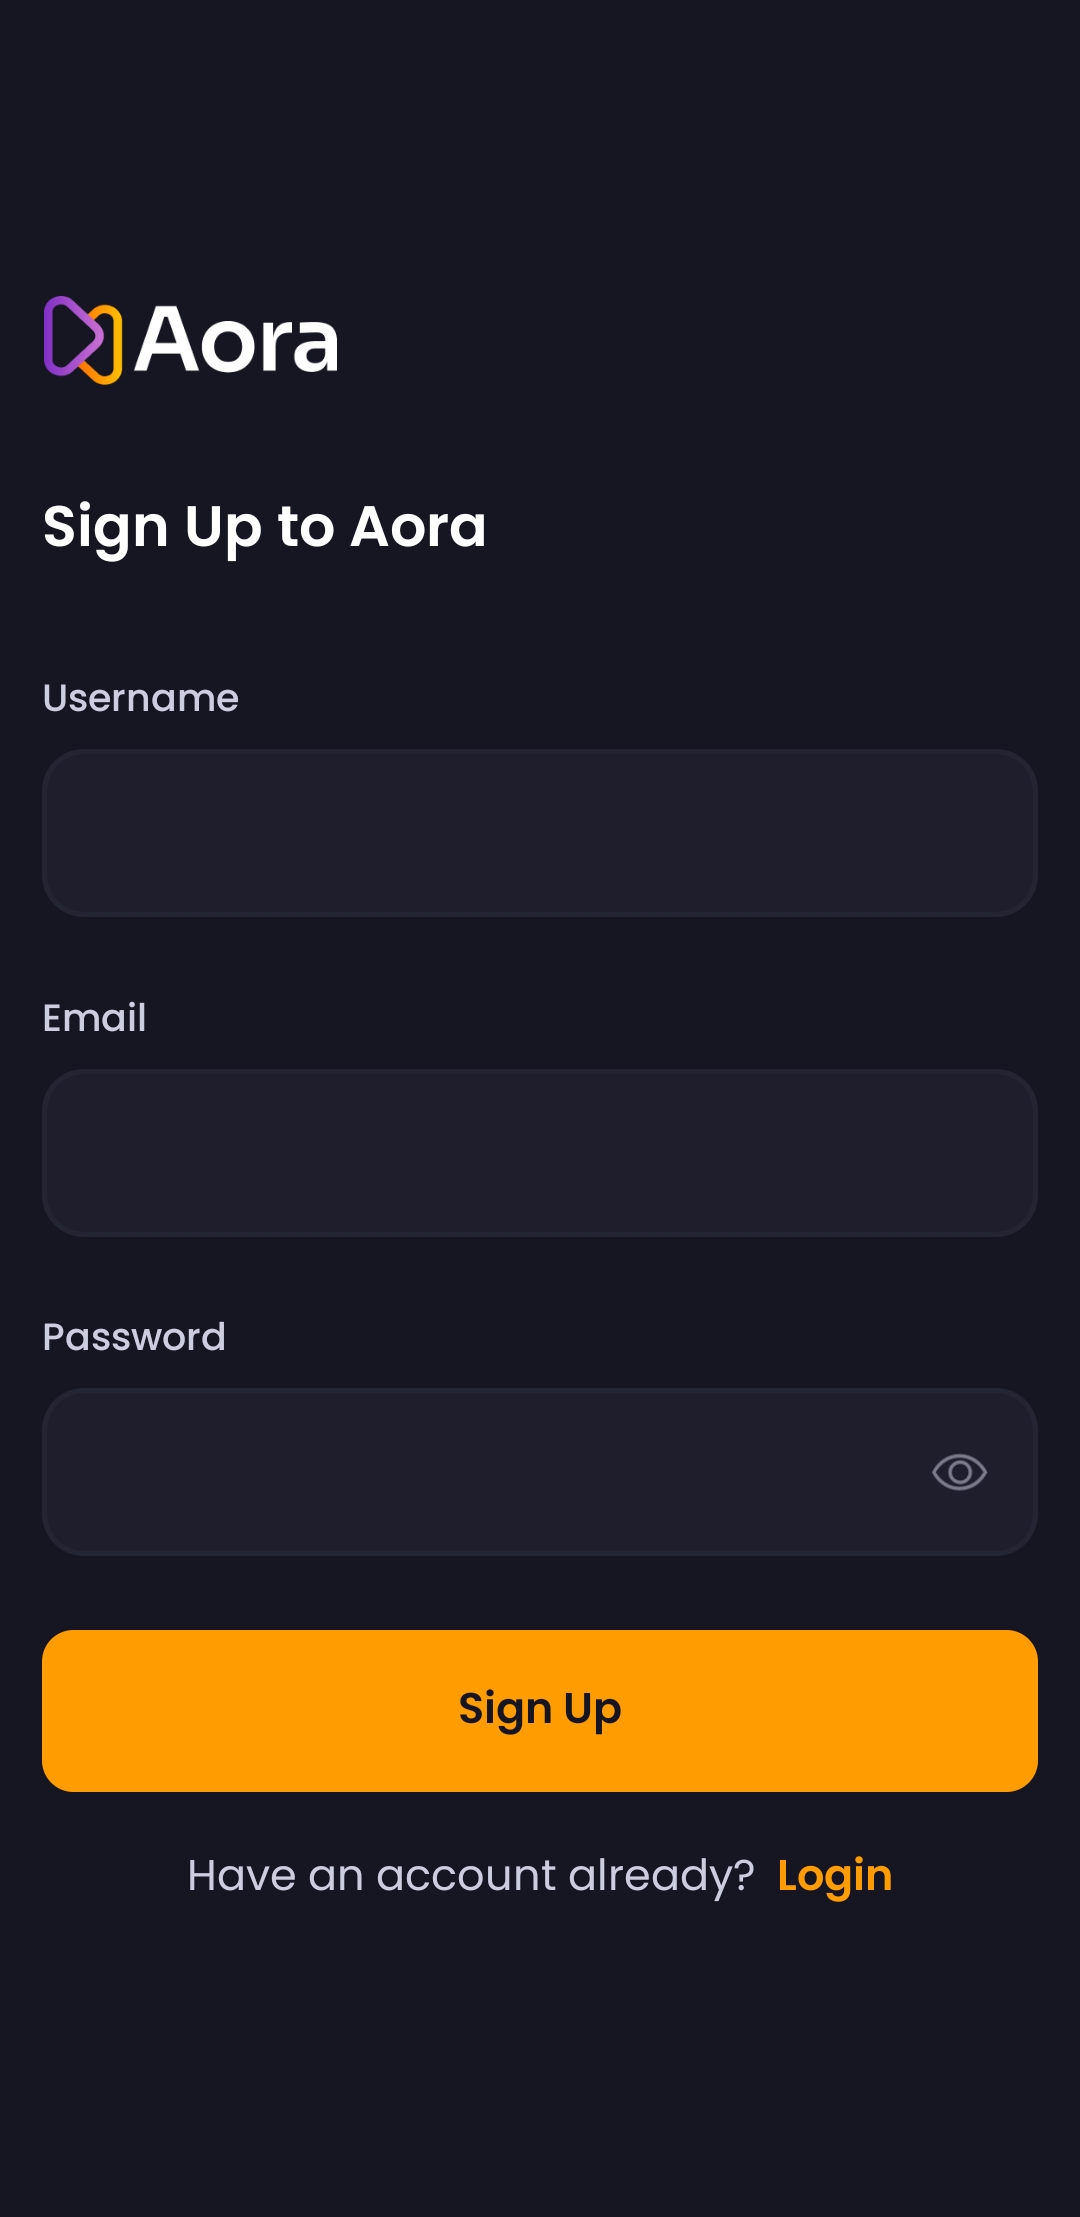 Aora
Sign Up to Aora
Username
Email
Password
Sign Up
Have an account already? Login